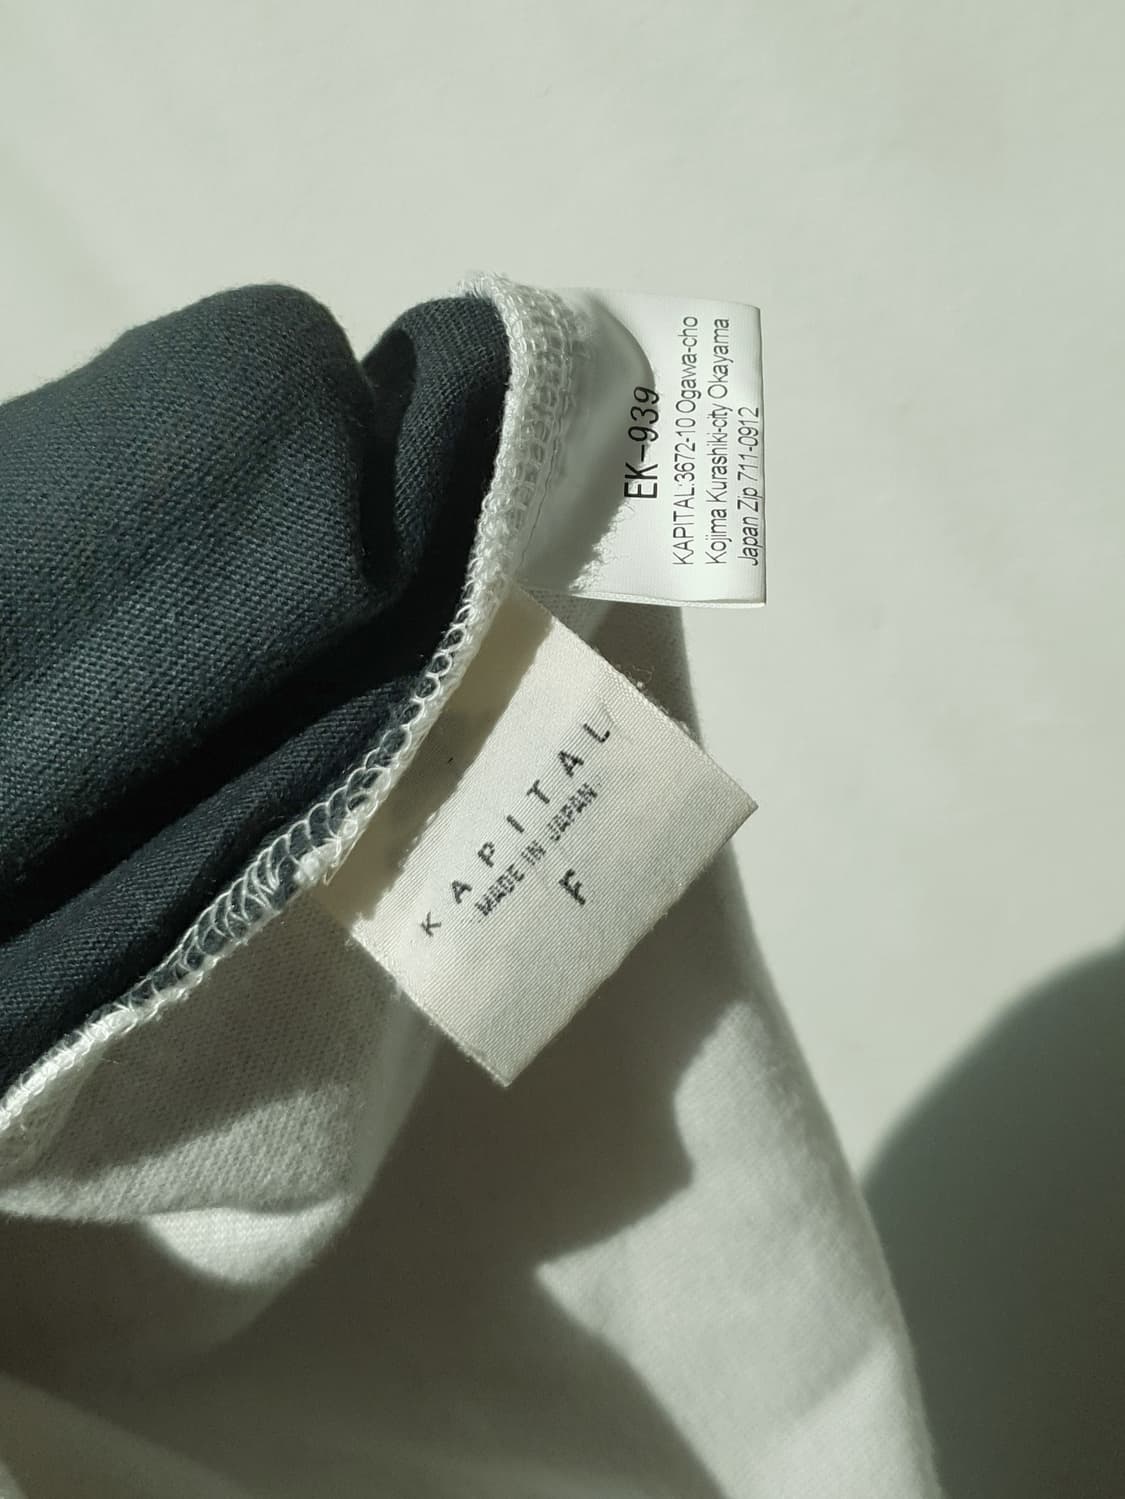 EK-939
KAPITAL:3672-10 Ogawa-cho
Kojima Kurashiki-city Okayama
Japan Zip 711-0912
KAPITAL
MADE IN JAPAN
F